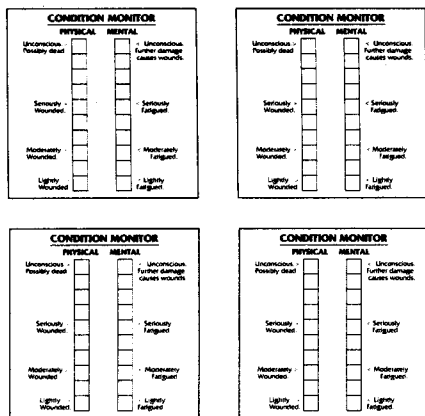 CONDITION MONITOR
PHYSICAL MENTAL
Unconscious.
Possibly dead
Unconscious.
Further damage
causes wounds.
Seriously
Wounded.
Seriously
Fatigued.
Moderately
Wounded.
Moderately
Fatigued.
Lightly
Wounded
Lightly
Fatigued.
CONDITION MONITOR
PHYSICAL MENTAL
Unconscious.
Possibly dead
Unconscious.
Further damage
causes wounds.
Seriously
Wounded.
Seriously
Fatigued.
Moderately
Wounded.
Moderately
Fatigued.
Lightly
Wounded.
Lightly
Fatigued.
CONDITION MONITOR
PHYSICAL MENTAL
Unconscious.
Possibly dead
Unconscious.
Further damage
causes wounds
Seriously
Wounded.
Seriously
Fatigued
Moderately
Wounded.
Moderately
Fatigued
Lightly
Wounded.
Lightly
Fatigued
CONDITION MONITOR
PHYSICAL MENTAL
Unconscious.
Possibly dead
Unconscious.
Further damage
causes wounds.
Seriously
Wounded.
Seriously
Fatigued.
Moderately
Wounded.
Moderately
Fatigued.
Lightly
Wounded.
Lightly
Fatigued.